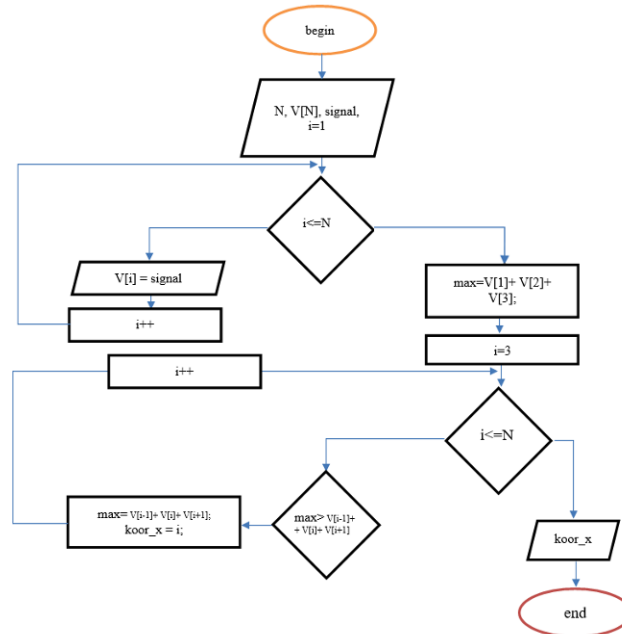 begin
N, V[N], signal,
i=1
i<=N
V[i] = signal
i++
max=V[1]+ V[2]+
V[3];
i=3
i++
i<=N
max> V[i-1]+
+ V[i]+ V[i+1]
max= V[i-1]+ V[i]+ V[i+1];
koor_x = i;
koor_x
end